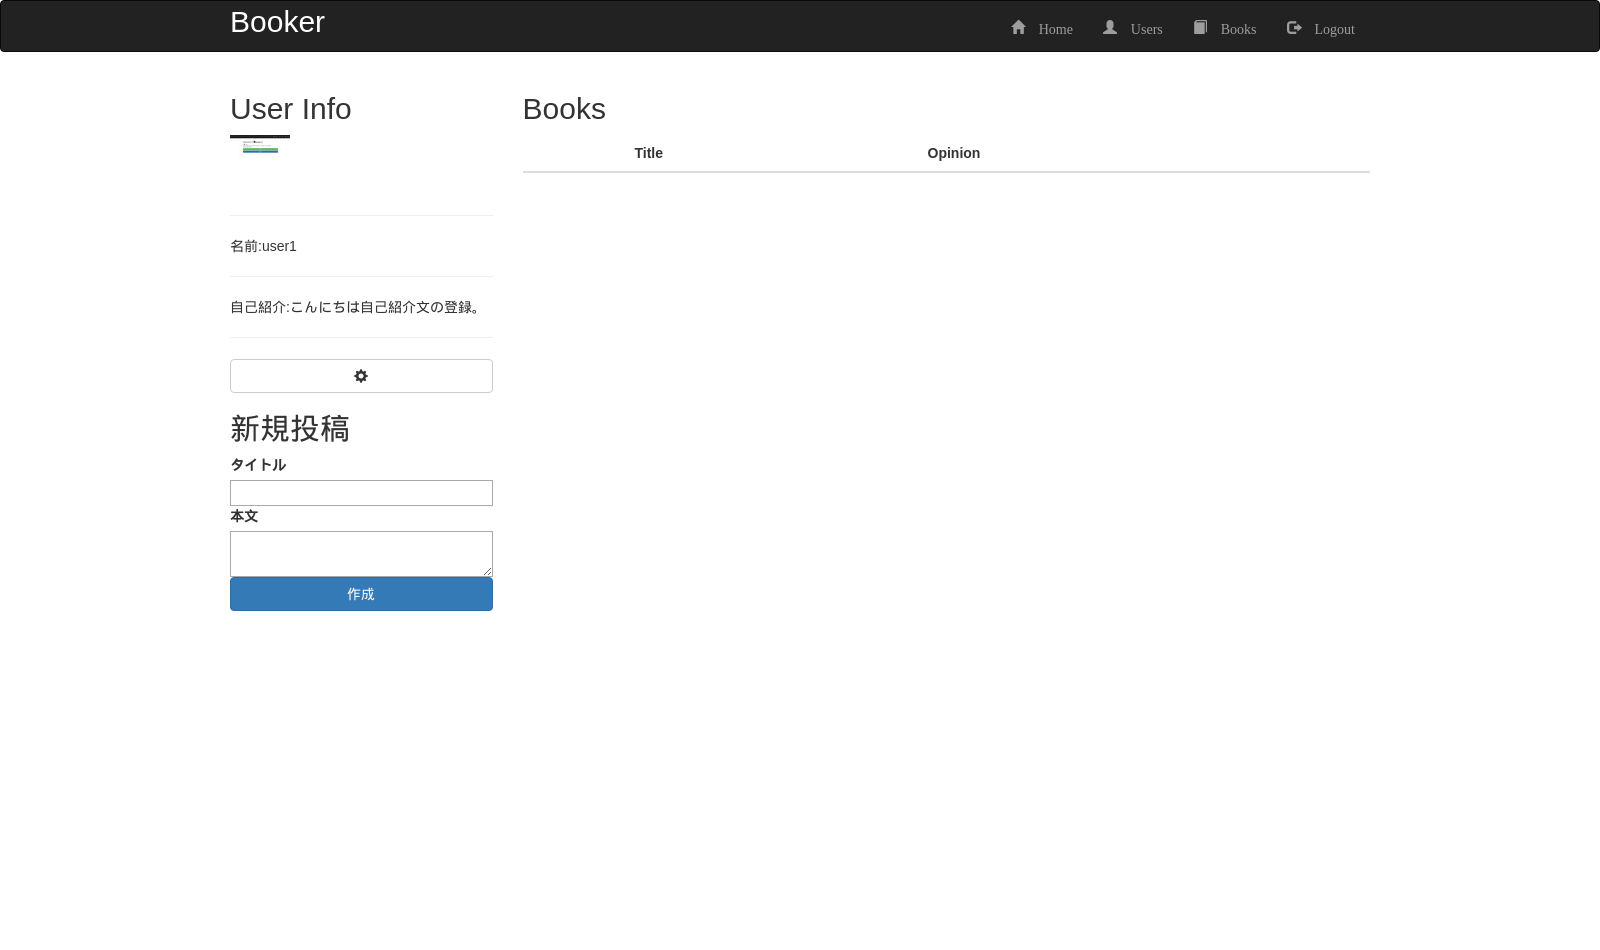 Booker
Home Users Books Logout
User Info
名前:user1
自己紹介:こんにちは自己紹介文の登録。
新規投稿
タイトル
本文
作成
Books
Title Opinion